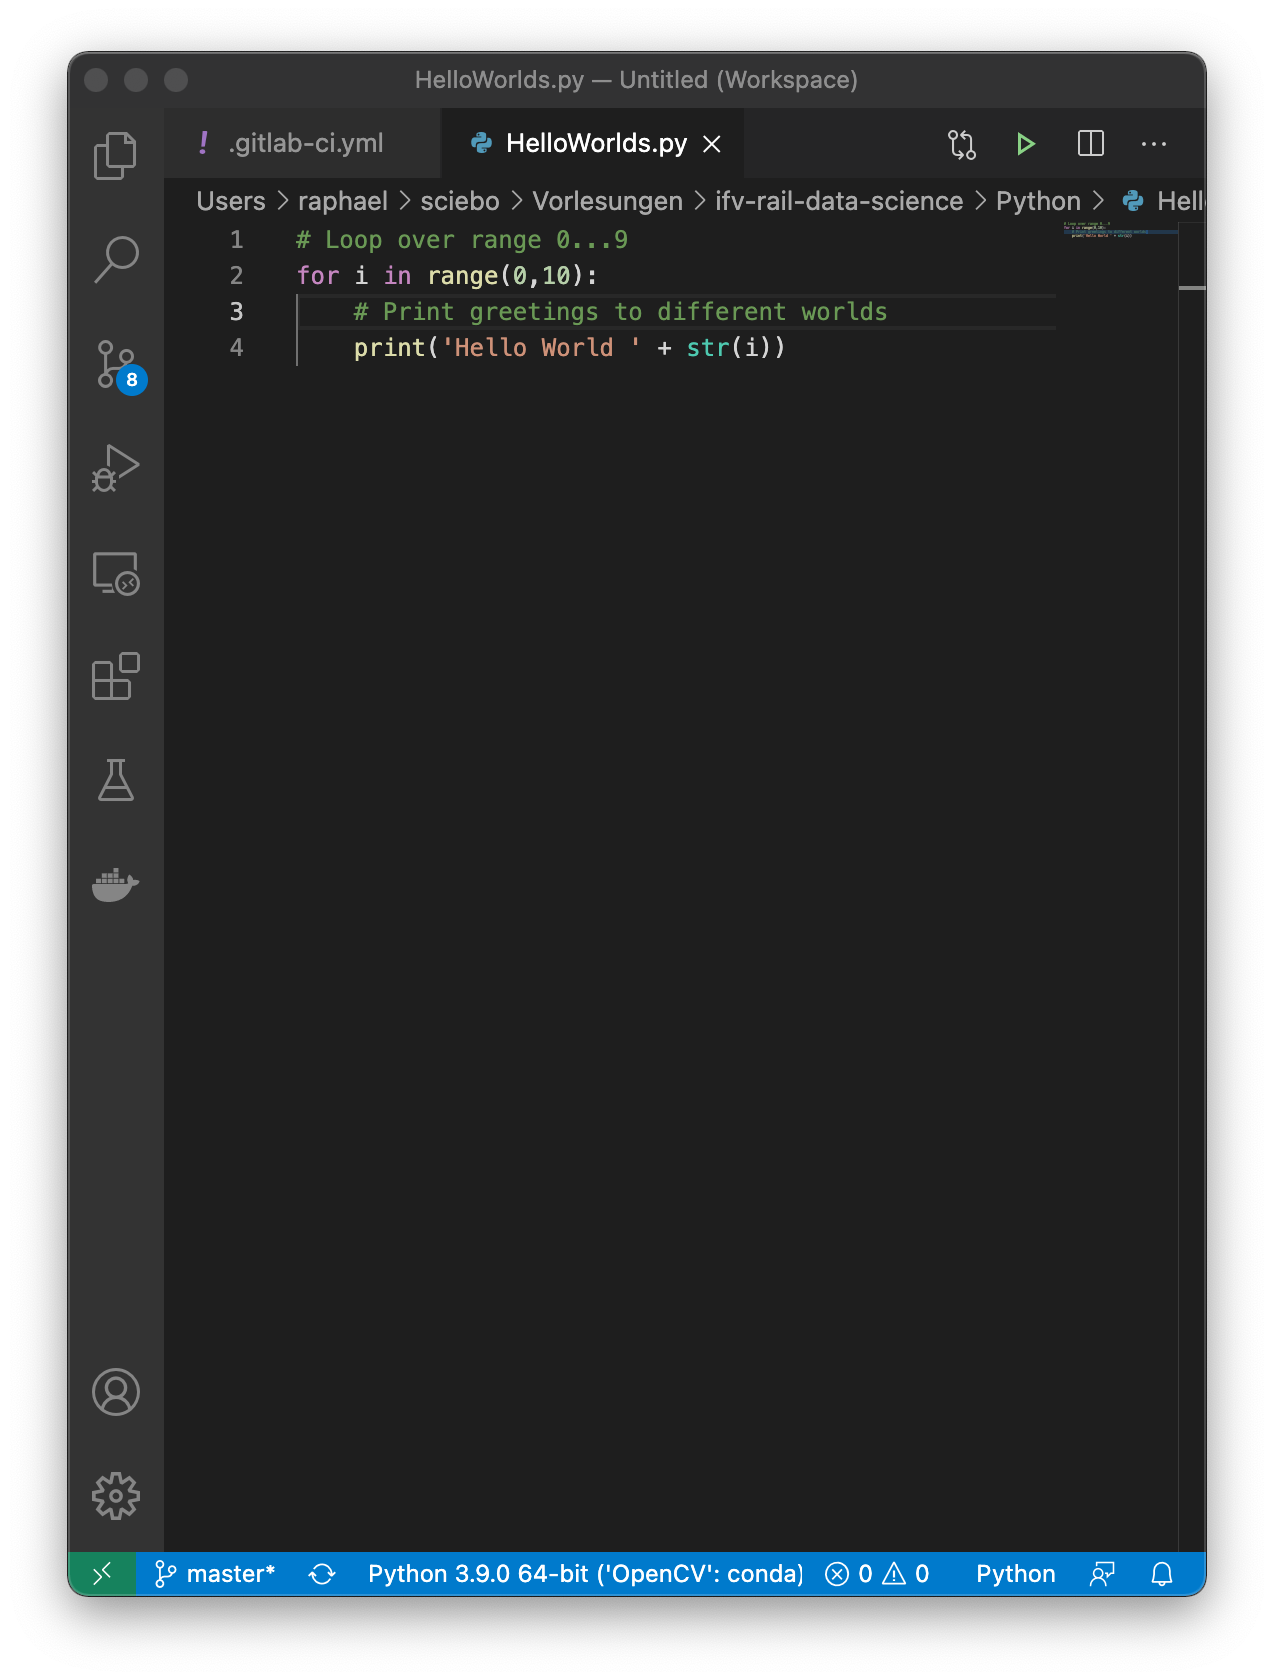 HelloWorlds.py — Untitled (Workspace)
! .gitlab-ci.yml HelloWorlds.py
Users > raphael > sciebo > Vorlesungen > ifv-rail-data-science > Python > Hell
1 # Loop over range 0...9
2 for i in range(0,10):
3     # Print greetings to different worlds
4     print('Hello World ' + str(i))
8
master* Python 3.9.0 64-bit ('OpenCV': conda) 0 0 Python